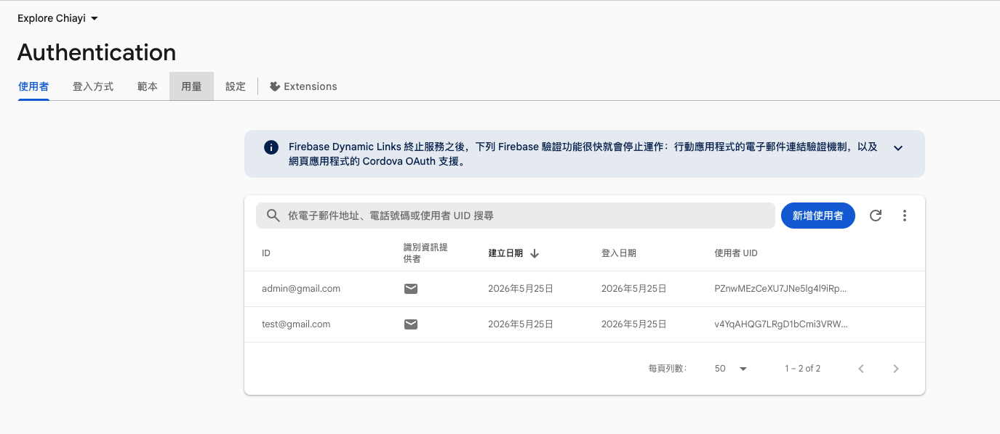 Explore Chiayi
Authentication
使用者 登入方式 範本 用量 設定 Extensions
Firebase Dynamic Links 終止服務之後，下列 Firebase 驗證功能很快就會停止運作：行動應用程式的電子郵件連結驗證機制，以及
網頁應用程式的 Cordova OAuth 支援。
依電子郵件地址、電話號碼或使用者 UID 搜尋 新增使用者
ID 識別資訊提供者 建立日期 登入日期 使用者 UID
admin@gmail.com 2026年5月25日 2026年5月25日 PZnwMEzCeXU7JNe5lg4l9iRp...
test@gmail.com 2026年5月25日 2026年5月25日 v4YqAHQG7LRgD1bCmi3VRW...
每頁列數： 50 1 – 2 of 2